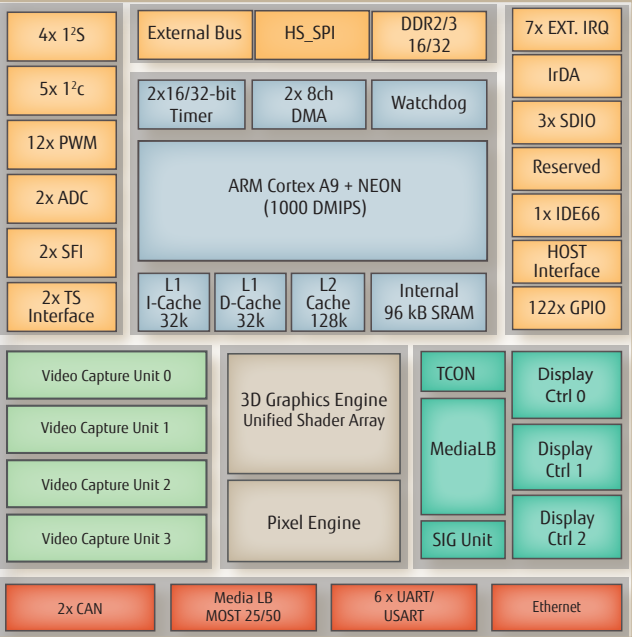 4x 1²S
5x 1²c
12x PWM
2x ADC
2x SFI
2x TS
Interface
External Bus
HS_SPI
DDR2/3
16/32
2x16/32-bit
Timer
2x 8ch
DMA
Watchdog
ARM Cortex A9 + NEON
(1000 DMIPS)
L1
I-Cache
32k
L1
D-Cache
32k
L2
Cache
128k
Internal
96 kB SRAM
7x EXT. IRQ
IrDA
3x SDIO
Reserved
1x IDE66
HOST
Interface
122x GPIO
Video Capture Unit 0
Video Capture Unit 1
Video Capture Unit 2
Video Capture Unit 3
3D Graphics Engine
Unified Shader Array
Pixel Engine
TCON
MediaLB
SIG Unit
Display
Ctrl 0
Display
Ctrl 1
Display
Ctrl 2
2x CAN
Media LB
MOST 25/50
6 x UART/
USART
Ethernet